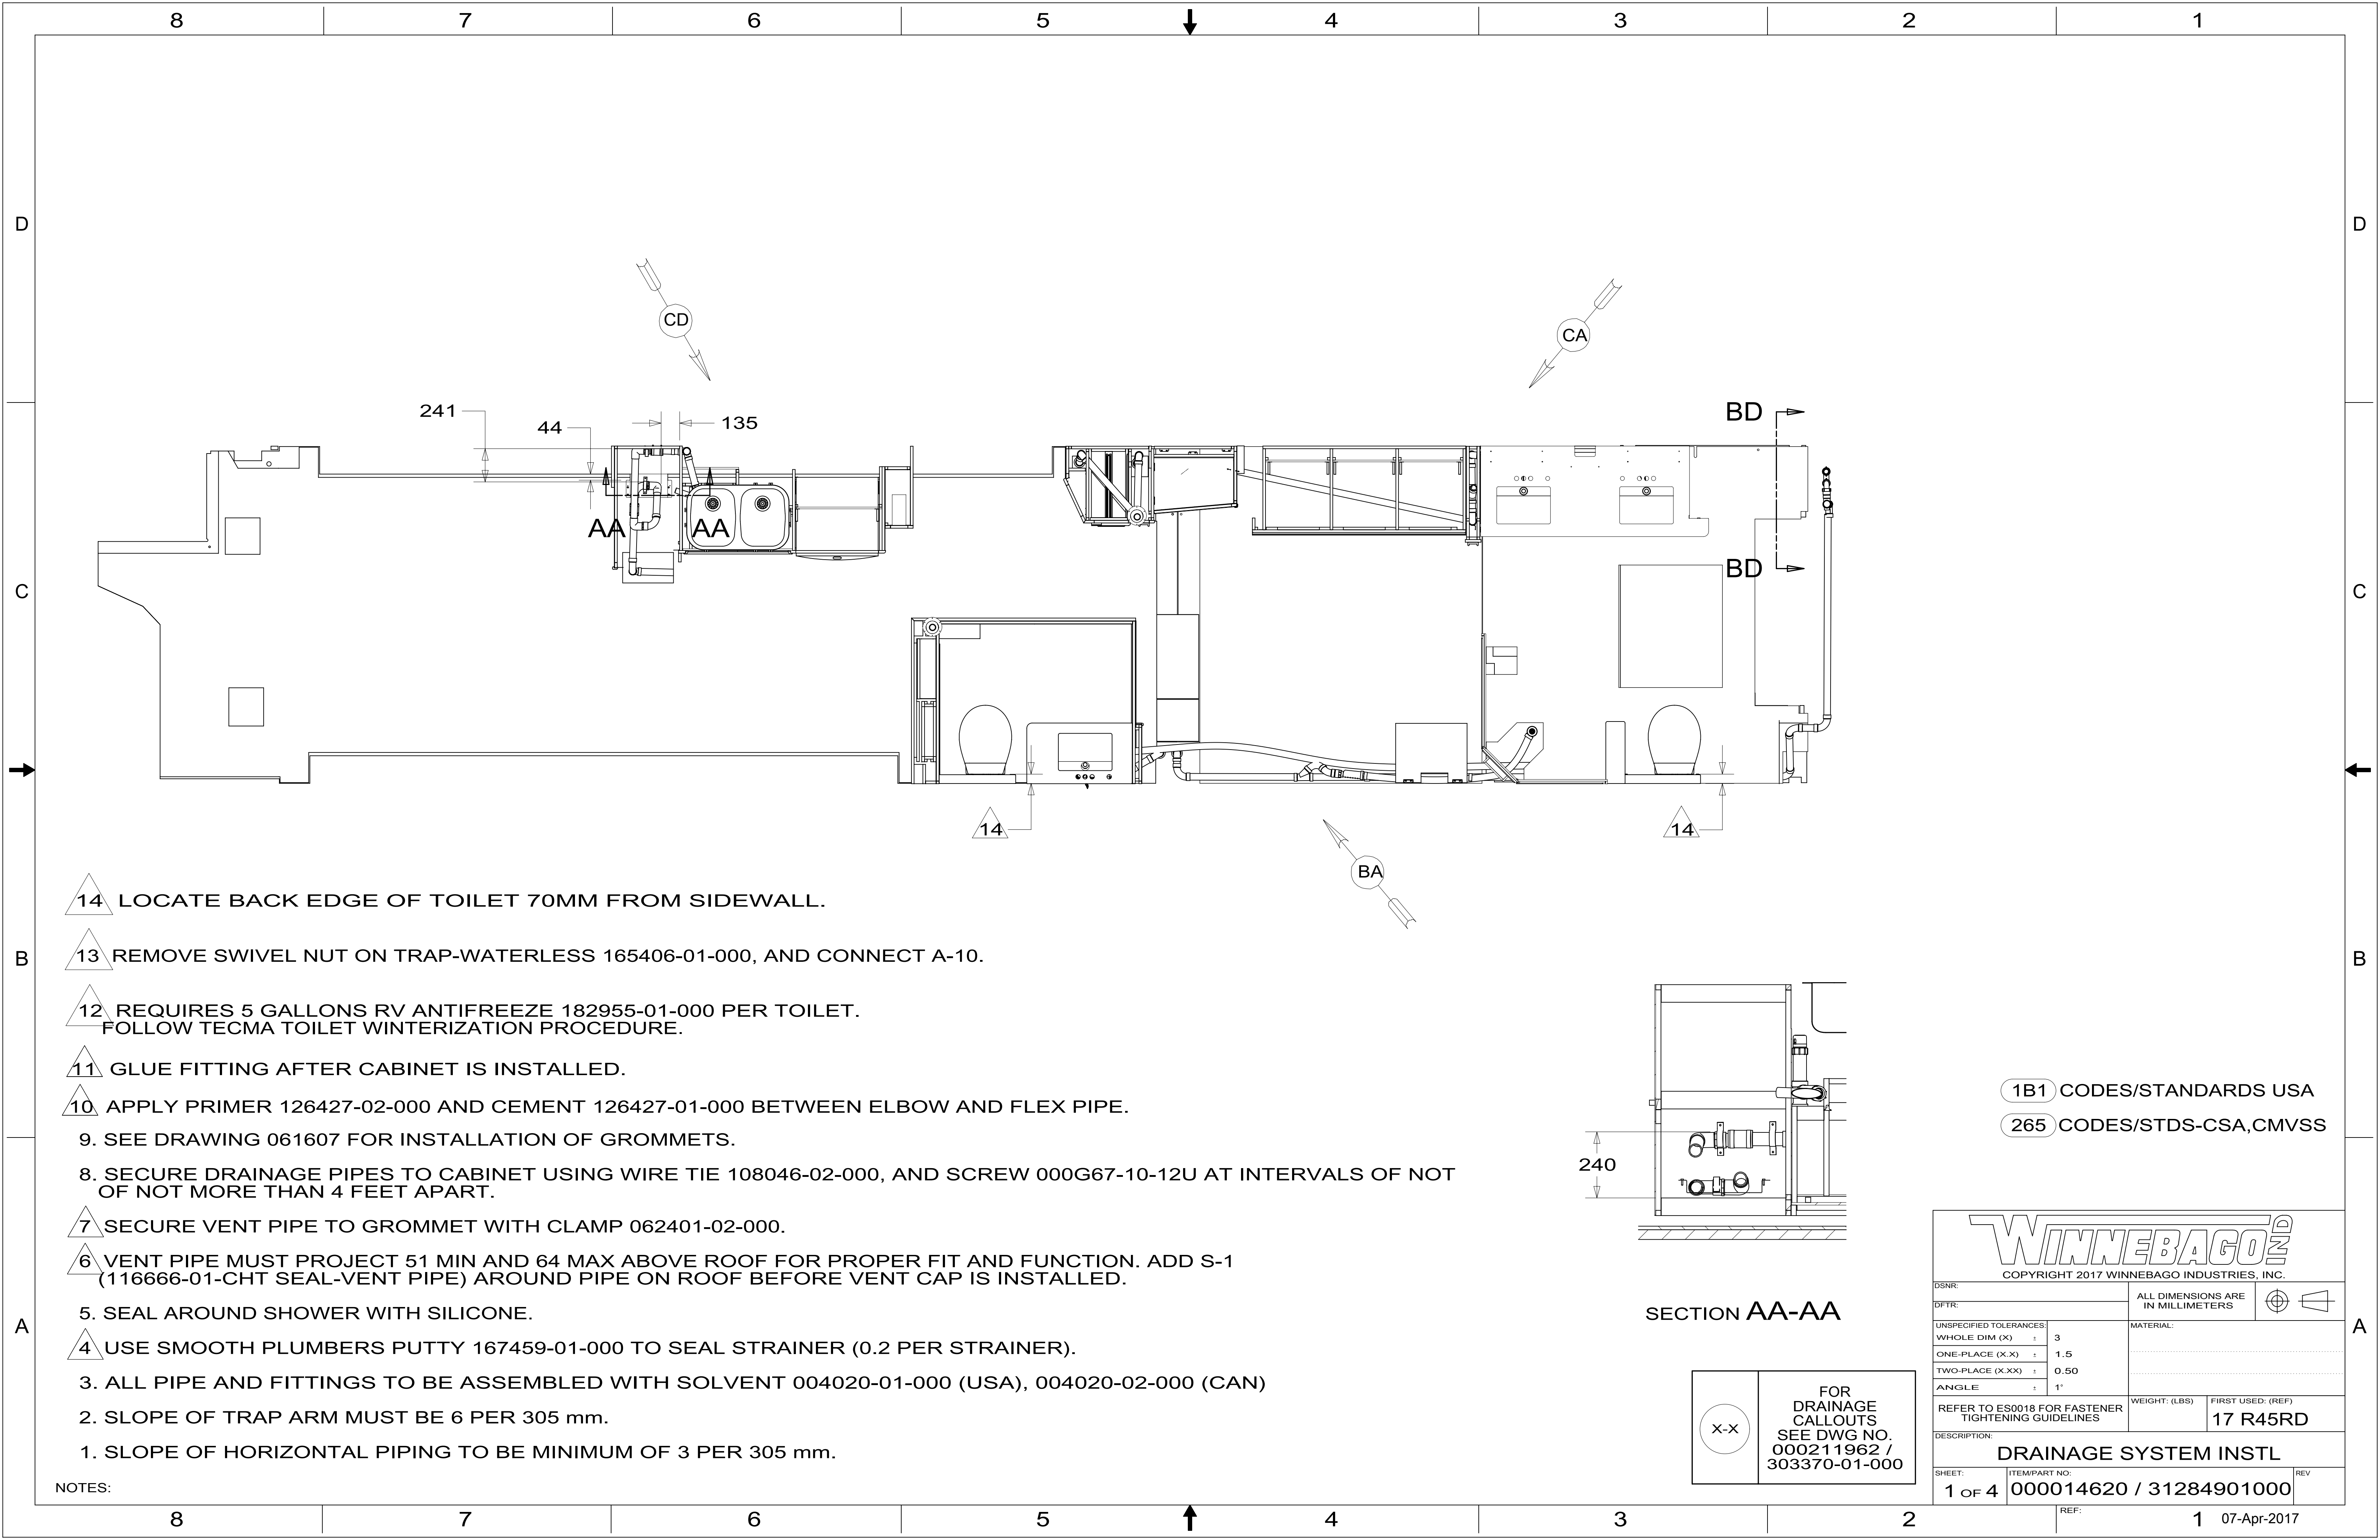 8 7 6 5 4 3 2 1
D D
CD
CA
241
44
135
BD
AA AA
BD
C C
14
14
BA
14 LOCATE BACK EDGE OF TOILET 70MM FROM SIDEWALL.
13 REMOVE SWIVEL NUT ON TRAP-WATERLESS 165406-01-000, AND CONNECT A-10.
B B
12 REQUIRES 5 GALLONS RV ANTIFREEZE 182955-01-000 PER TOILET.
FOLLOW TECMA TOILET WINTERIZATION PROCEDURE.
11 GLUE FITTING AFTER CABINET IS INSTALLED.
10 APPLY PRIMER 126427-02-000 AND CEMENT 126427-01-000 BETWEEN ELBOW AND FLEX PIPE.
9. SEE DRAWING 061607 FOR INSTALLATION OF GROMMETS.
8. SECURE DRAINAGE PIPES TO CABINET USING WIRE TIE 108046-02-000, AND SCREW 000G67-10-12U AT INTERVALS OF NOT
OF NOT MORE THAN 4 FEET APART.
7 SECURE VENT PIPE TO GROMMET WITH CLAMP 062401-02-000.
6 VENT PIPE MUST PROJECT 51 MIN AND 64 MAX ABOVE ROOF FOR PROPER FIT AND FUNCTION. ADD S-1
(116666-01-CHT SEAL-VENT PIPE) AROUND PIPE ON ROOF BEFORE VENT CAP IS INSTALLED.
5. SEAL AROUND SHOWER WITH SILICONE.
4 USE SMOOTH PLUMBERS PUTTY 167459-01-000 TO SEAL STRAINER (0.2 PER STRAINER).
3. ALL PIPE AND FITTINGS TO BE ASSEMBLED WITH SOLVENT 004020-01-000 (USA), 004020-02-000 (CAN)
2. SLOPE OF TRAP ARM MUST BE 6 PER 305 mm.
1. SLOPE OF HORIZONTAL PIPING TO BE MINIMUM OF 3 PER 305 mm.
NOTES:
240
SECTION AA-AA
1B1 CODES/STANDARDS USA
265 CODES/STDS-CSA,CMVSS
X-X
FOR
DRAINAGE
CALLOUTS
SEE DWG NO.
000211962 /
303370-01-000
WINNEBAGO IND
COPYRIGHT 2017 WINNEBAGO INDUSTRIES, INC.
DSNR:
DFTR:
ALL DIMENSIONS ARE
IN MILLIMETERS
UNSPECIFIED TOLERANCES:
WHOLE DIM (X) ± 3
ONE-PLACE (X.X) ± 1.5
TWO-PLACE (X.XX) ± 0.50
ANGLE ± 1°
MATERIAL:
REFER TO ES0018 FOR FASTENER
TIGHTENING GUIDELINES
WEIGHT: (LBS)
FIRST USED: (REF)
17 R45RD
DESCRIPTION:
DRAINAGE SYSTEM INSTL
SHEET:
1 OF 4
ITEM/PART NO:
000014620 / 31284901000
REV
A A
8 7 6 5 4 3 2 1
REF:
07-Apr-2017